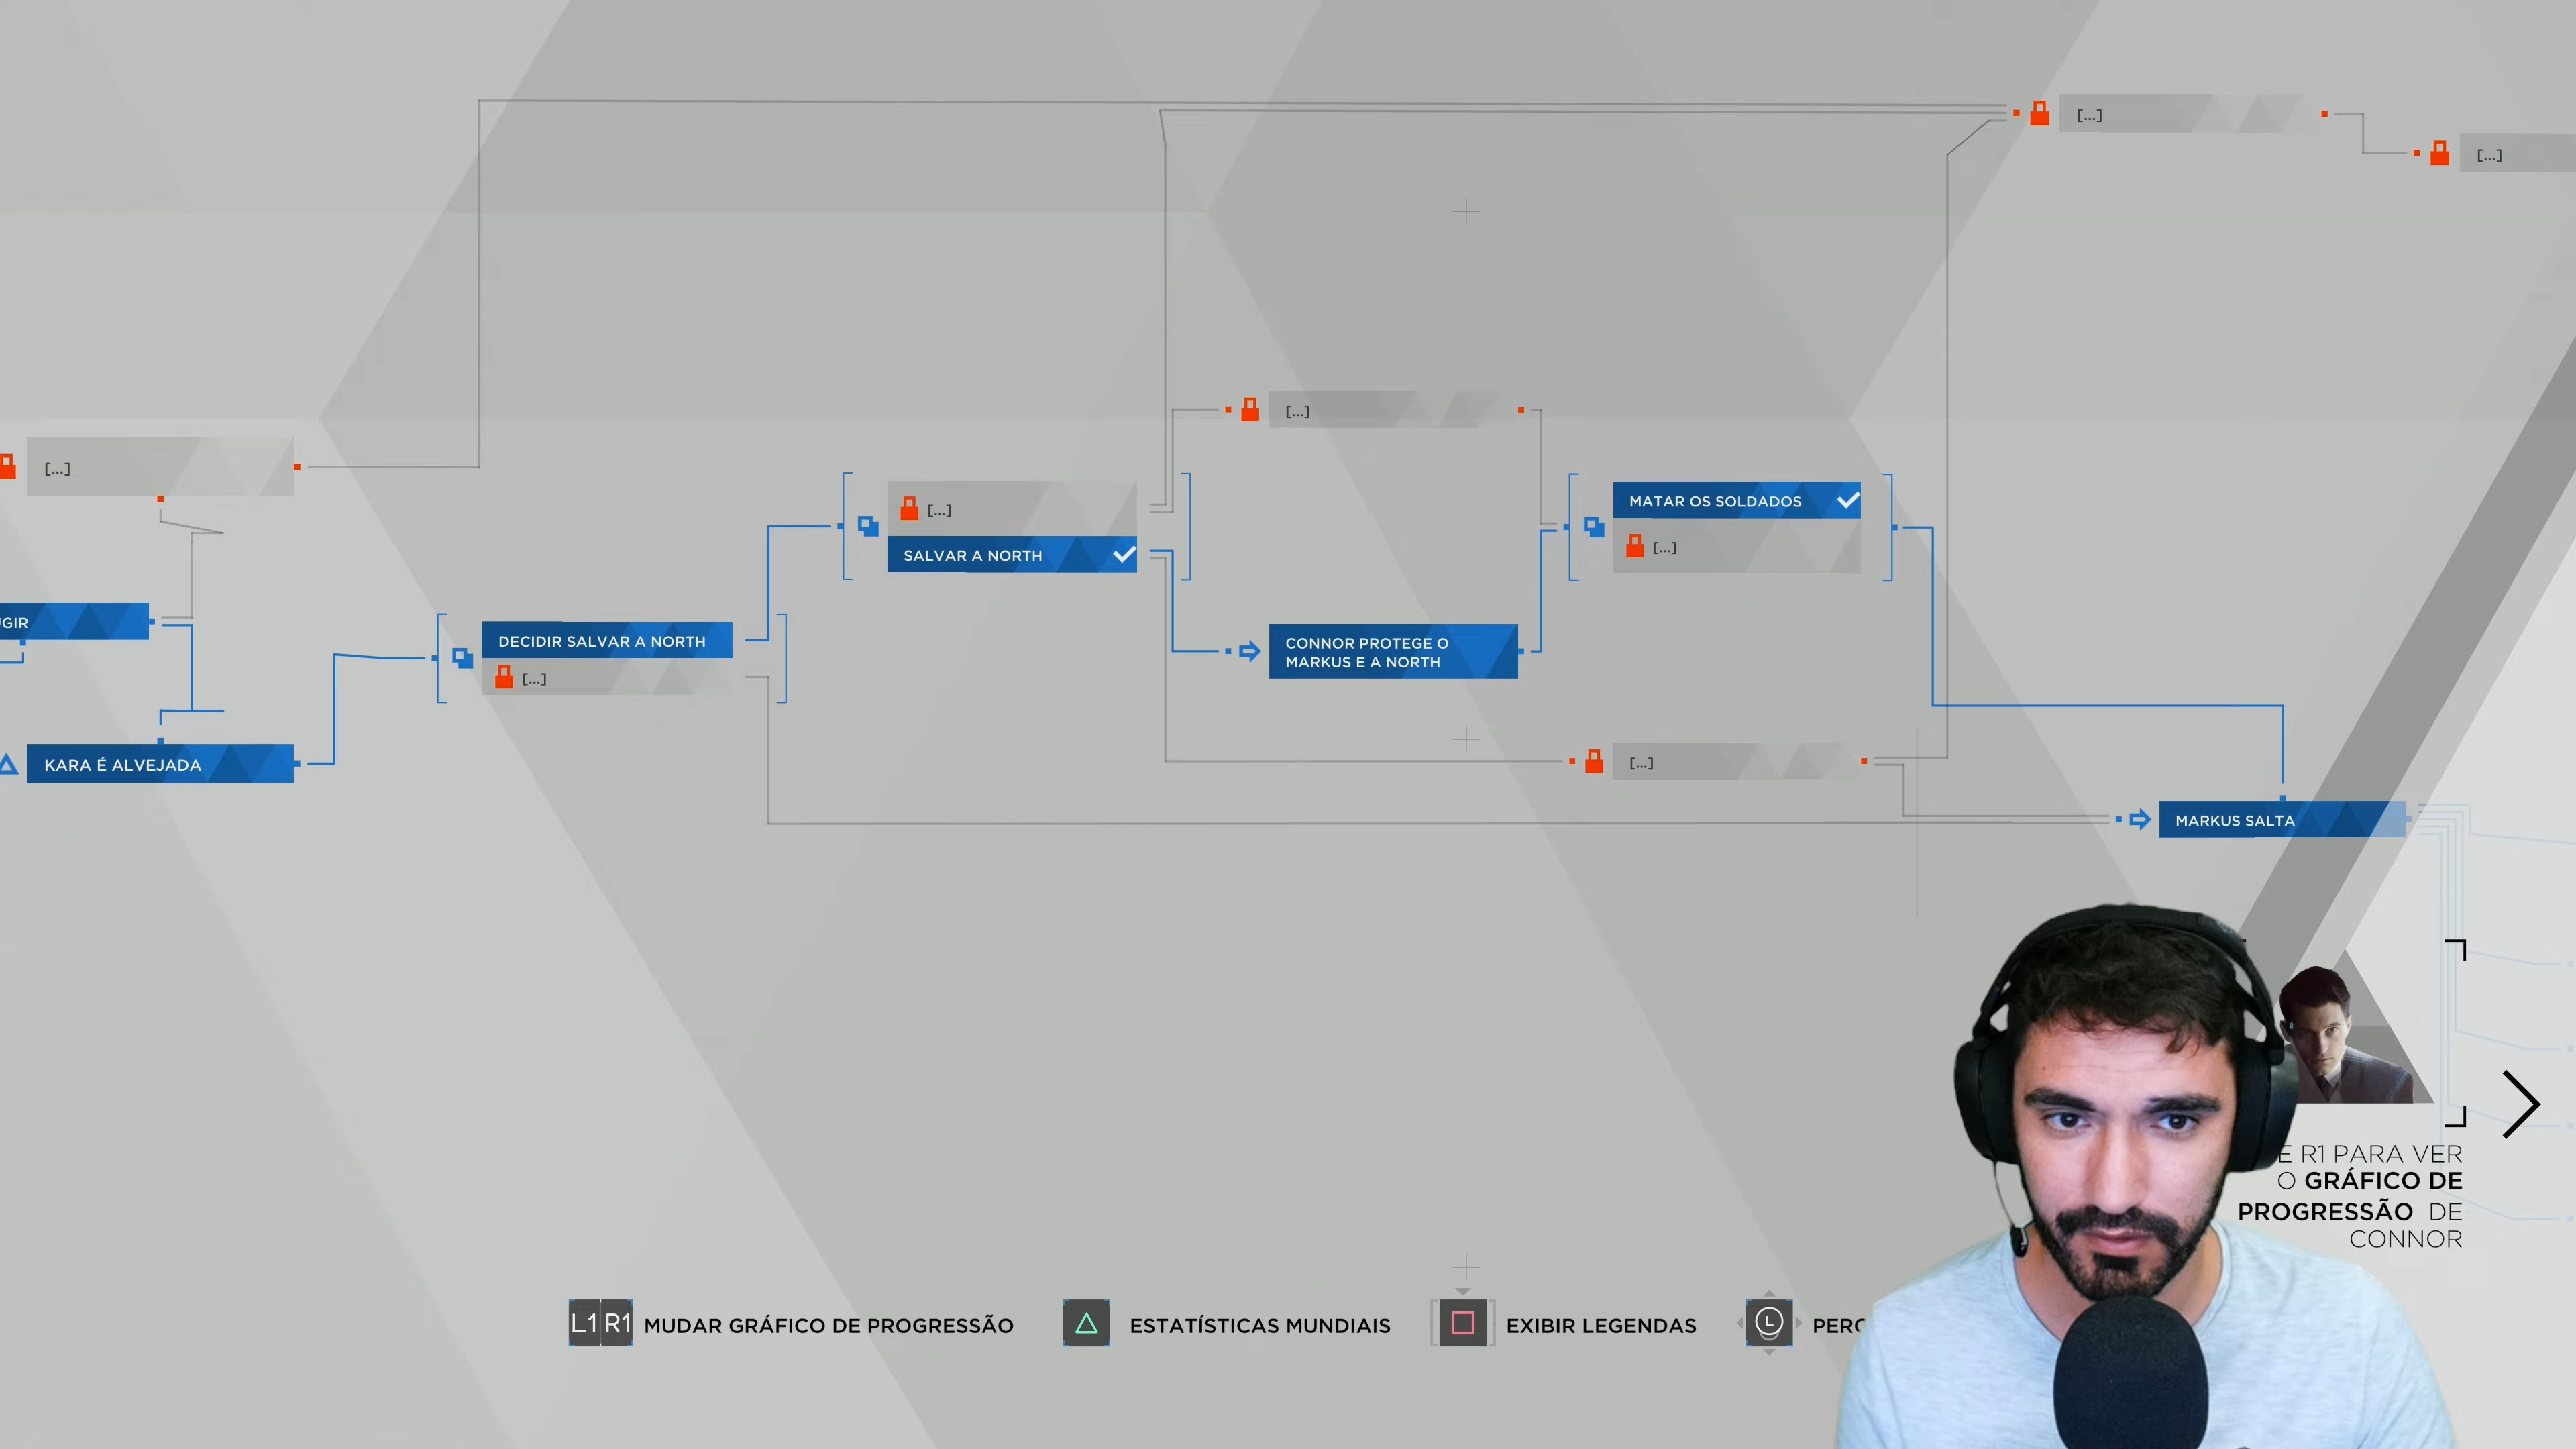 [...]
[...]
[...]
[...]
[...]
MATAR OS SOLDADOS
[...]
SALVAR A NORTH
GIR
DECIDIR SALVAR A NORTH
[...]
CONNOR PROTEGE O
MARKUS E A NORTH
KARA É ALVEJADA
[...]
MARKUS SALTA
E R1 PARA VER
O GRÁFICO DE
PROGRESSÃO DE
CONNOR
L1 R1 MUDAR GRÁFICO DE PROGRESSÃO
ESTATÍSTICAS MUNDIAIS
EXIBIR LEGENDAS
L PERC